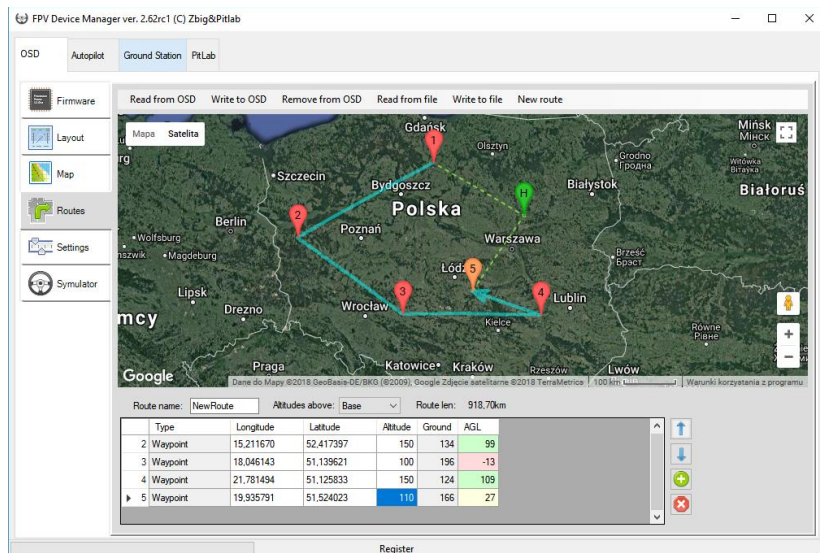 FPV Device Manager ver. 2.62rc1 (C) Zbig&Pitlab
OSD Autopilot Ground Station PitLab
Firmware
Layout
Map
Routes
Settings
Symulator
Read from OSD Write to OSD Remove from OSD Read from file Write to file New route
Mapa Satelita
Gdańsk
Mińsk
Мінск
Olsztyn
Grodno
Гродна
Witówka
Вітаўка
rg
Szczecin
Bydgoszcz
Białystok
Białoruś
1
H
2
Polska
Berlin
Poznań
Warszawa
Wolfsburg
nszwik Magdeburg
Brześć
Брэст
Łódź
5
Lipsk
3
4
Lublin
Drezno
Wrocław
mcy
Kielce
Równe
Рівне
Praga
Katowice Kraków
Rzeszów
Lwów
Google
Dane do Mapy ©2018 GeoBasis-DE/BKG (©2009), Google Zdjęcie satelitarne ©2018 TerraMetrics 100 km Warunki korzystania z programu
Route name: NewRoute Altitudes above: Base Route len: 918,70km
Type Longitude Latitude Altitude Ground AGL
2 Waypoint 15,211670 52,417397 150 134 99
3 Waypoint 18,046143 51,139621 100 196 -13
4 Waypoint 21,781494 51,125833 150 124 109
5 Waypoint 19,935791 51,524023 110 166 27
Register